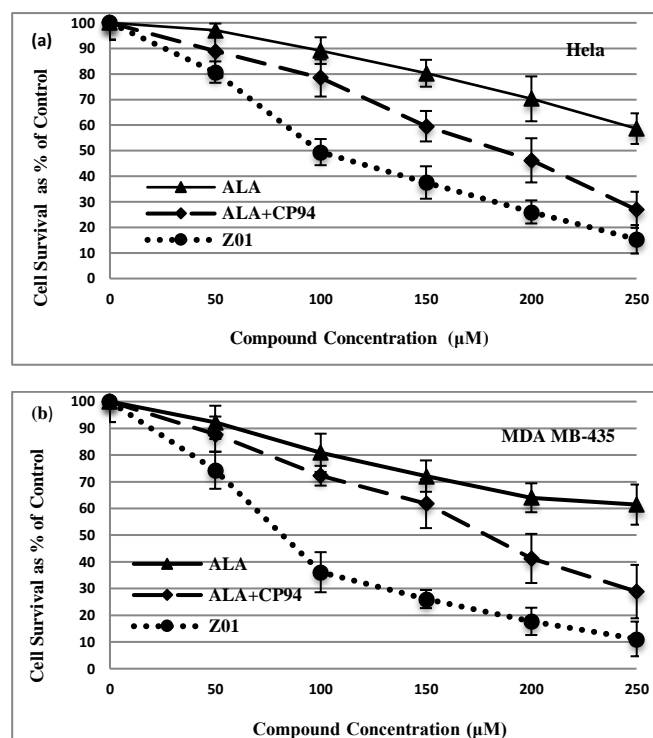 (a)
Hela
Cell Survival as % of Control
100
90
80
70
60
50
40
30
20
10
0
ALA
ALA+CP94
Z01
0 50 100 150 200 250
Compound Concentration (µM)
(b)
MDA MB-435
Cell Survival as % of Control
100
90
80
70
60
50
40
30
20
10
0
ALA
ALA+CP94
Z01
0 50 100 150 200 250
Compound Concentration (µM)